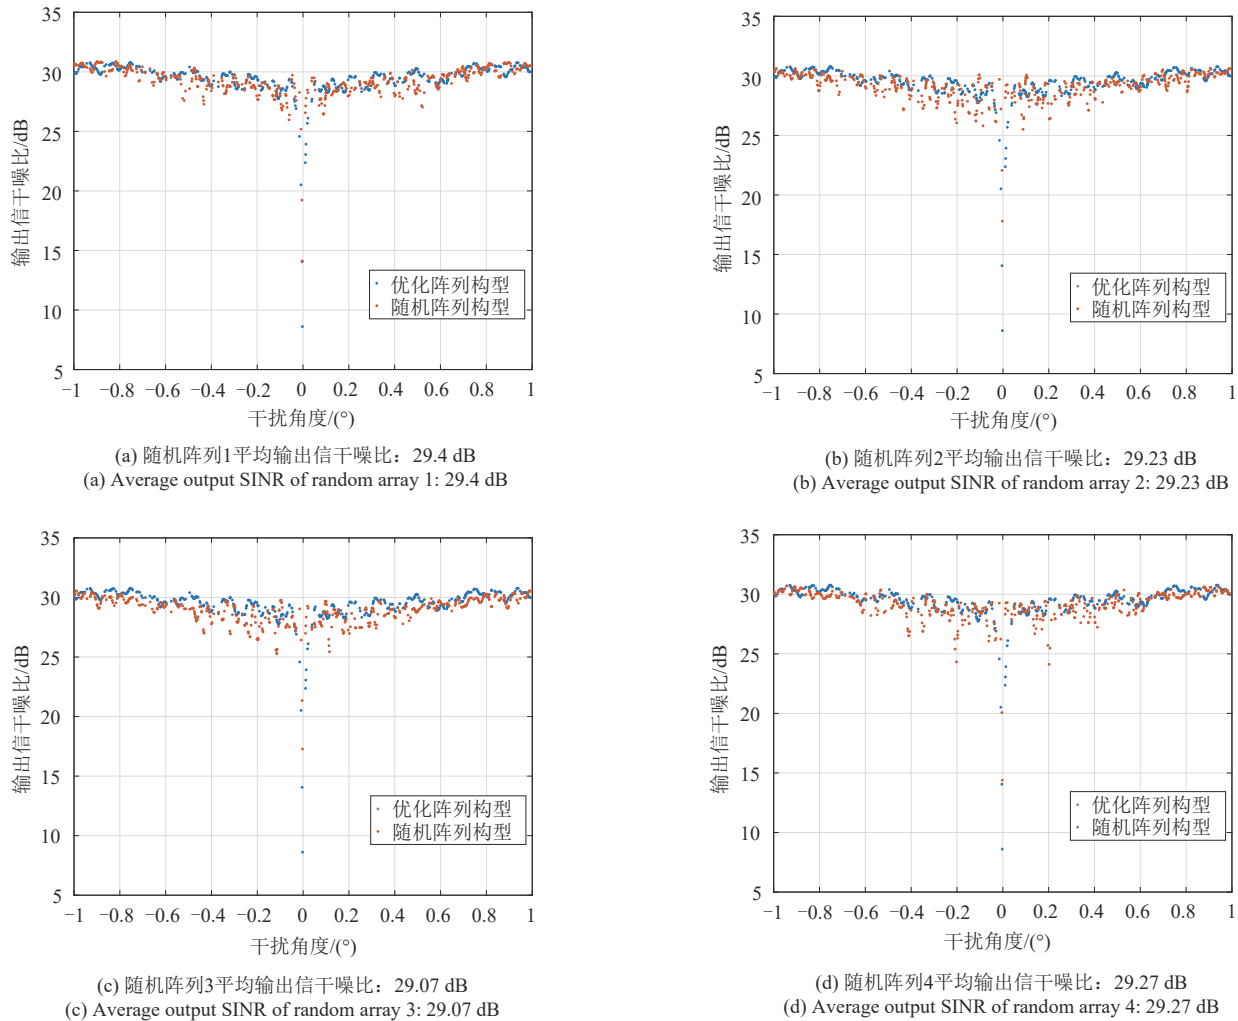 35
30
25
20
15
10
5
输出信干噪比/dB
优化阵列构型
随机阵列构型
−1 −0.8 −0.6 −0.4 −0.2 0 0.2 0.4 0.6 0.8 1
干扰角度/(°)
(a) 随机阵列1平均输出信干噪比：29.4 dB
(a) Average output SINR of random array 1: 29.4 dB
35
30
25
20
15
10
5
输出信干噪比/dB
优化阵列构型
随机阵列构型
−1 −0.8 −0.6 −0.4 −0.2 0 0.2 0.4 0.6 0.8 1
干扰角度/(°)
(b) 随机阵列2平均输出信干噪比：29.23 dB
(b) Average output SINR of random array 2: 29.23 dB
35
30
25
20
15
10
5
输出信干噪比/dB
优化阵列构型
随机阵列构型
−1 −0.8 −0.6 −0.4 −0.2 0 0.2 0.4 0.6 0.8 1
干扰角度/(°)
(c) 随机阵列3平均输出信干噪比：29.07 dB
(c) Average output SINR of random array 3: 29.07 dB
35
30
25
20
15
10
5
输出信干噪比/dB
优化阵列构型
随机阵列构型
−1 −0.8 −0.6 −0.4 −0.2 0 0.2 0.4 0.6 0.8 1
干扰角度/(°)
(d) 随机阵列4平均输出信干噪比：29.27 dB
(d) Average output SINR of random array 4: 29.27 dB